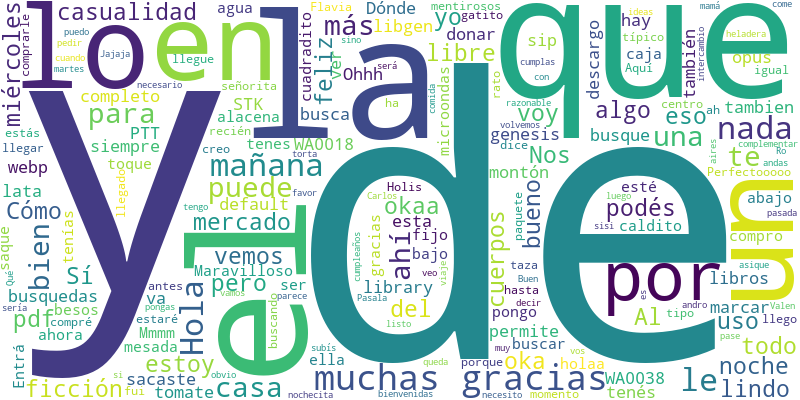 lo
y
de
la
que
el
en
un
por
casualidad
miércoles
agua
Flavia
mentirosos
gatito
ideas
mamá
come
puedo
comprarle
pedir
cuando
Jajaja
martes
necesario
llegue
señorita
Dónde
libgen
más
yo
donar
sip
hay
Aquí
típico
heladera
caja
también
intercambio
cuadradito
feliz
ver
Ohhh
sino
libre
cumplas
con
descargo
opus
igual
completo
para
STK
alacena
busca
será
ha
comida
microondas
rato
razonable
algo
eso
centro
ah
tambien
nada
estás
PTT
recién
tenes
WA0018
genesis
voy
busque
una
complementar
llegar
siempre
creo
volvemos
dice
Nos
te
aires
Ro
andas
webp
toque
mañana
torta
montón
Perfectooooo
lata
llegado
tengo
puede
favor
Carlos
Holis
esté
luego
abajo
Cómo
tenías
default
okaa
paquete
bueno
podés
sisi
pasada
saque
bien
mercado
cumpleaños
gracias
esta
fijo
cuerpos
caldito
compro
Qué
Sí
vemos
ahí
bajo
asique
busquedas
besos
va
antes
Maravilloso
viaje
veo
taza
Buen
libros
sería
pdf
compré
estaré
vamos
pero
ser
parece
Pasala
library
hasta
decir
es
andro
Valen
marcar
llego
ahora
Mmmm
pongas
Hola
buscando
listo
del
pongo
Al
tipo
uso
pase
Entrá
mesada
estoy
subís
ella
permite
buscar
todo
si
sacaste
obvio
queda
muy
porque
vos
noche
ficción
fui
tomate
casa
nochecita
muchas
bienvenidas
gracias
oka
holaa
necesito
momento
WA0038
tenés
le
lindo